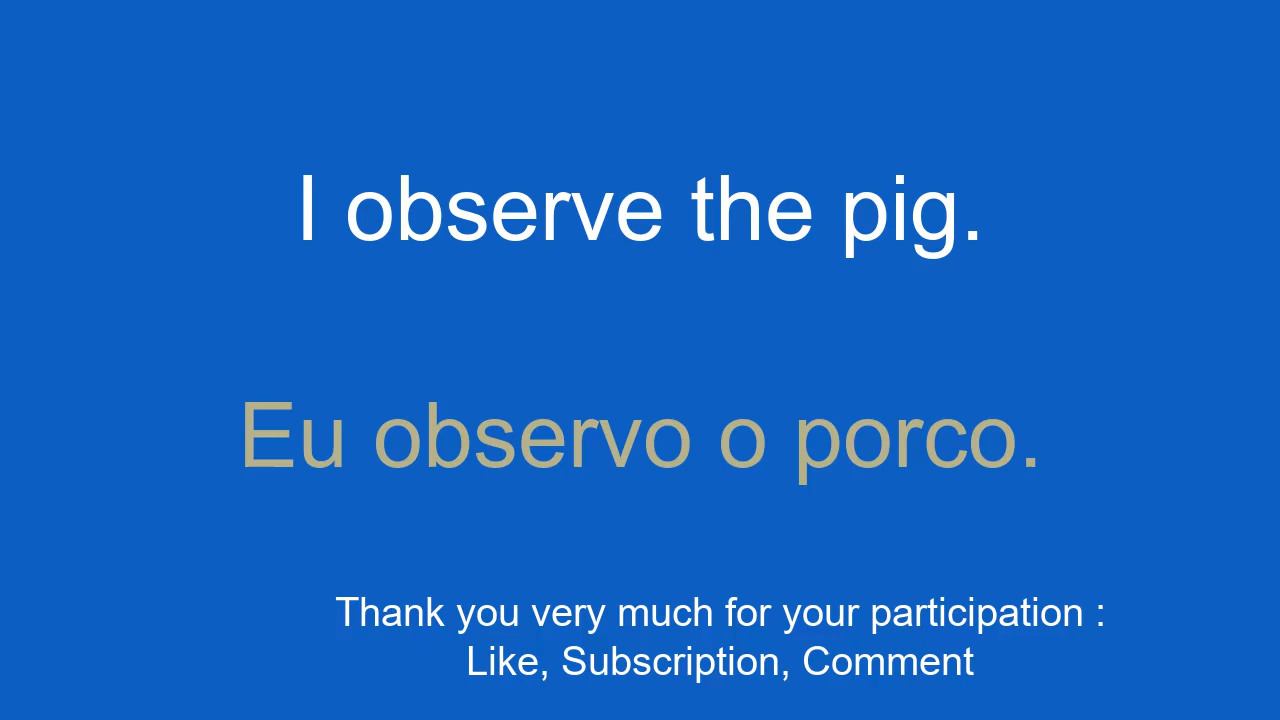 I observe the pig.
Eu observo o porco.
Thank you very much for your participation :
Like, Subscription, Comment